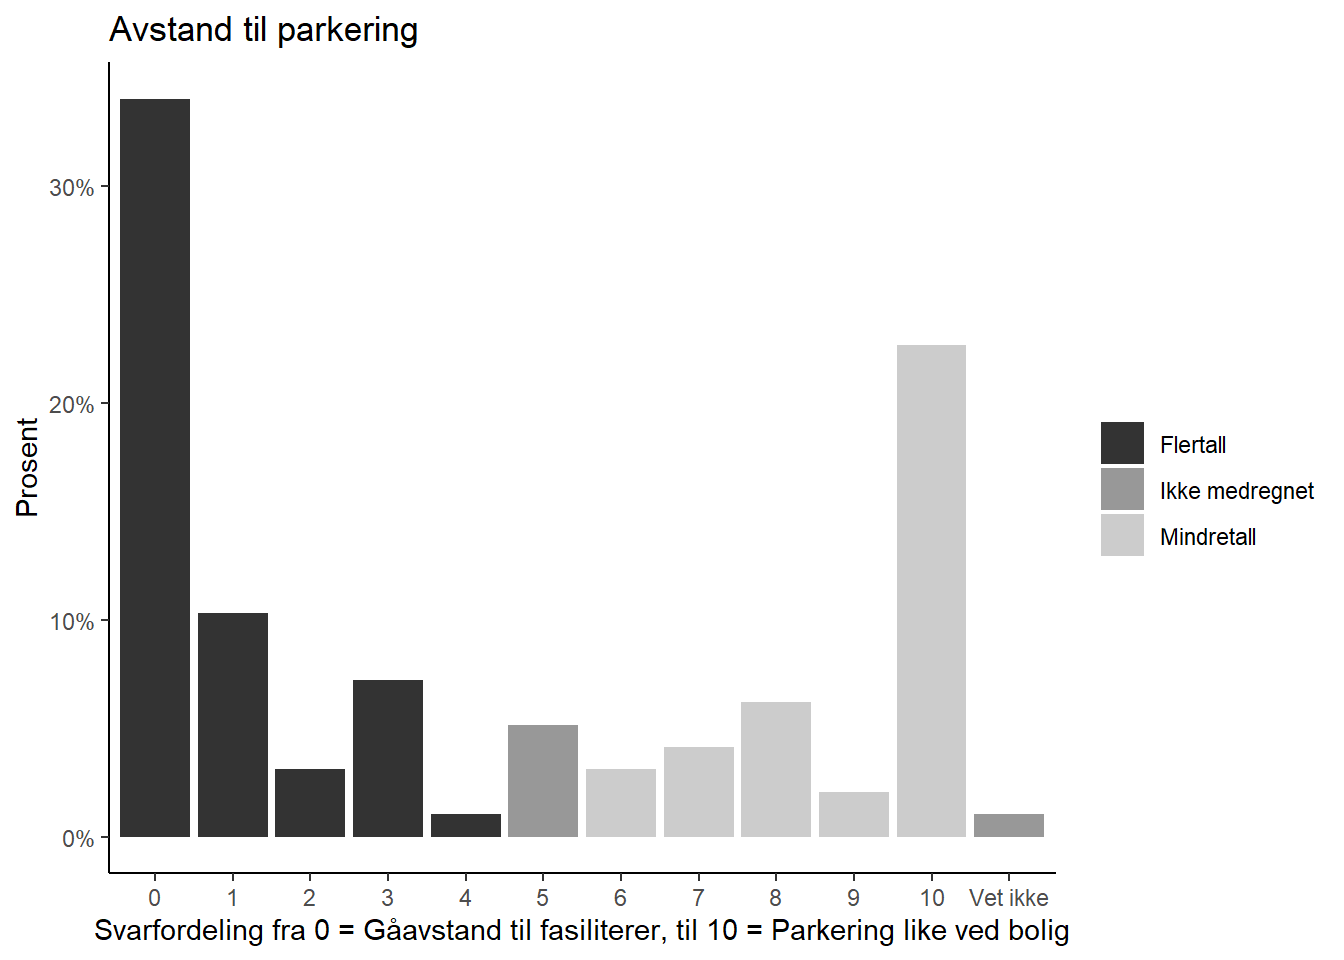 Avstand til parkering
Prosent
30%
20%
10%
0%
0 1 2 3 4 5 6 7 8 9 10 Vet ikke
Svarfordeling fra 0 = Gåavstand til fasiliterer, til 10 = Parkering like ved bolig
Flertall
Ikke medregnet
Mindretall